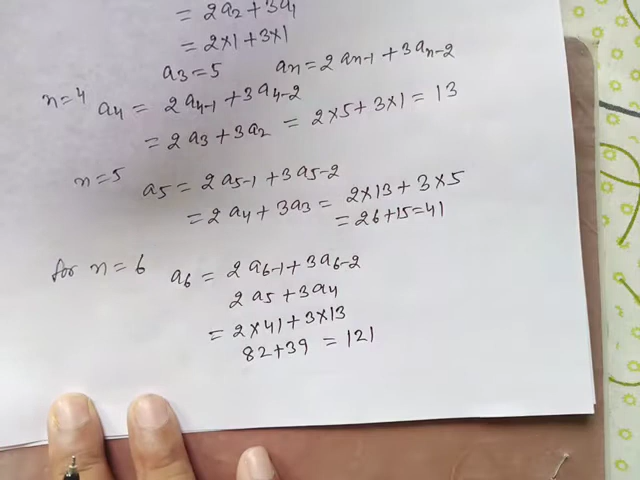 = 2a₂ + 3a₁
= 2×1 + 3×1
a₃ = 5 aₙ = 2aₙ₋₁ + 3aₙ₋₂
n=4 a₄ = 2a₄₋₁ + 3a₄₋₂
= 2a₃ + 3a₂ = 2×5 + 3×1 = 13
n=5 a₅ = 2a₅₋₁ + 3a₅₋₂
= 2a₄ + 3a₃ = 2×13 + 3×5
= 26+15=41
for n=6 a₆ = 2a₆₋₁ + 3a₆₋₂
2a₅ + 3a₄
= 2×41 + 3×13
82+39 = 121